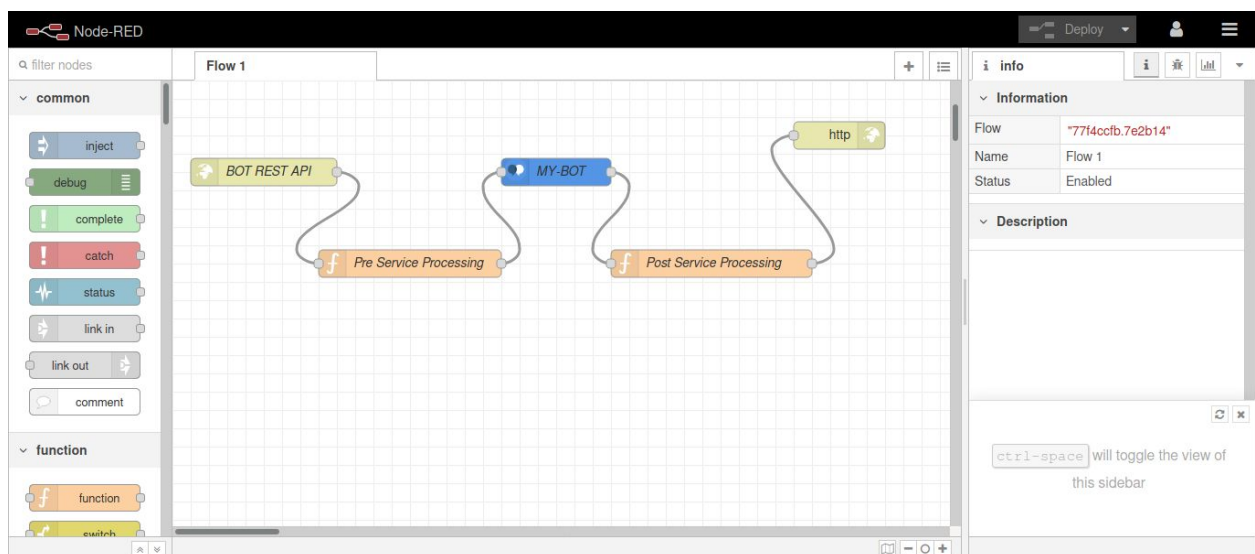 Node-RED
Deploy
filter nodes
Flow 1
i info
i
common
inject
debug
complete
catch
status
link in
link out
comment
function
function
switch
BOT REST API
Pre Service Processing
MY-BOT
Post Service Processing
http
Information
Flow "77f4ccfb.7e2b14"
Name Flow 1
Status Enabled
Description
ctrl-space will toggle the view of
this sidebar